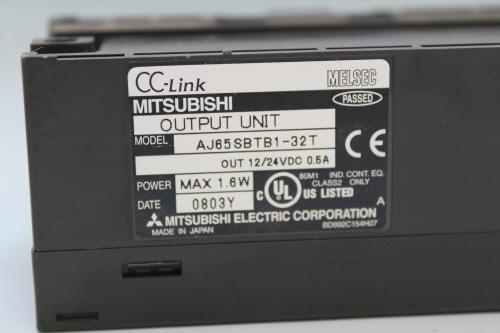 CC-Link MELSEC
MITSUBISHI PASSED
OUTPUT UNIT
MODEL AJ65SBTB1-32T
CE
OUT 12/24VDC 0.5A
POWER MAX 1.6W
80M1 IND. CONT. EQ.
CLASS2 ONLY
c UL US LISTED
DATE 0803Y
A
MITSUBISHI ELECTRIC CORPORATION
MADE IN JAPAN BD992C154H07